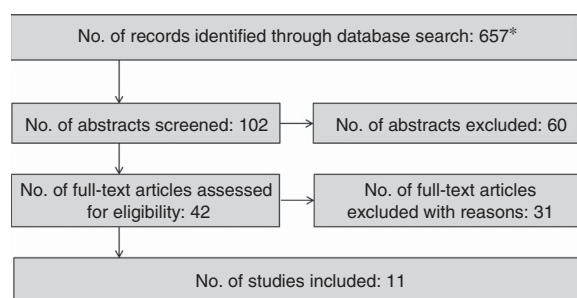 No. of records identified through database search: 657*
No. of abstracts screened: 102
No. of abstracts excluded: 60
No. of full-text articles assessed
for eligibility: 42
No. of full-text articles
excluded with reasons: 31
No. of studies included: 11